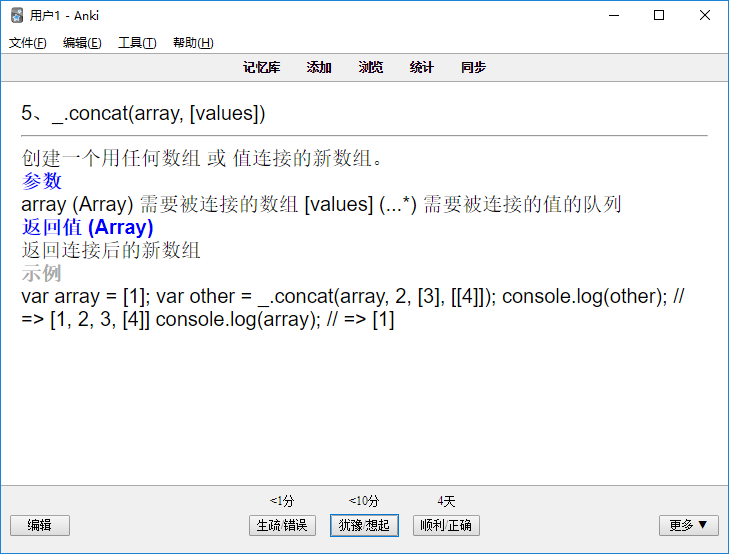 用户1 - Anki
文件(F) 编辑(E) 工具(T) 帮助(H)
记忆库 添加 浏览 统计 同步
5、_.concat(array, [values])
创建一个用任何数组 或 值连接的新数组。
参数
array (Array) 需要被连接的数组 [values] (...*) 需要被连接的值的队列
返回值 (Array)
返回连接后的新数组
示例
var array = [1]; var other = _.concat(array, 2, [3], [[4]]); console.log(other); //
=> [1, 2, 3, [4]] console.log(array); // => [1]
<1分 <10分 4天
编辑 生疏/错误 犹豫/想起 顺利/正确 更多 ▼